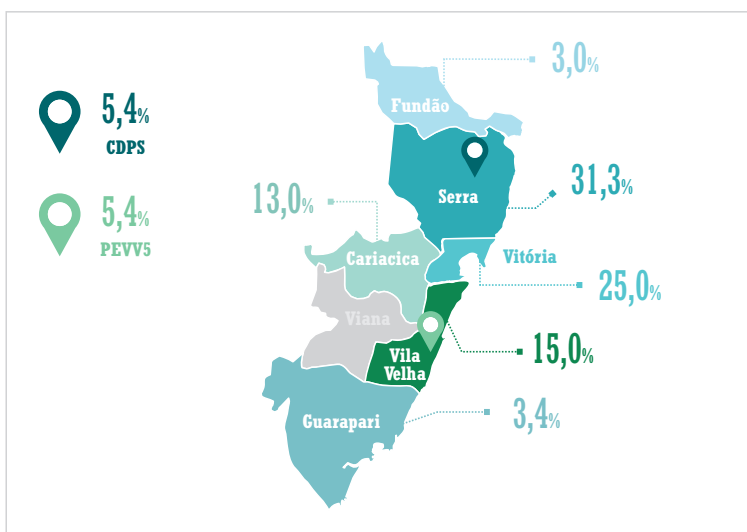 3,0%
Fundão
5,4%
CDPS
31,3%
Serra
13,0%
5,4%
PEVV5
Cariacica
Vitória
25,0%
Viana
15,0%
Vila
Velha
3,4%
Guarapari